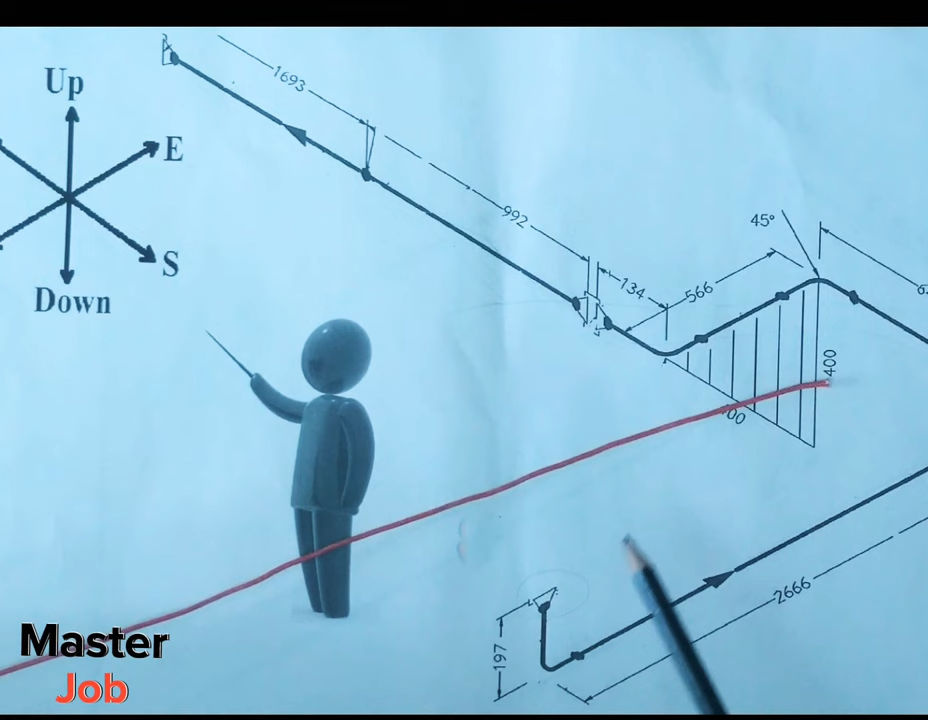 1693
Up
E
992
45°
S
134
566
Down
400
2666
197
Master
Job